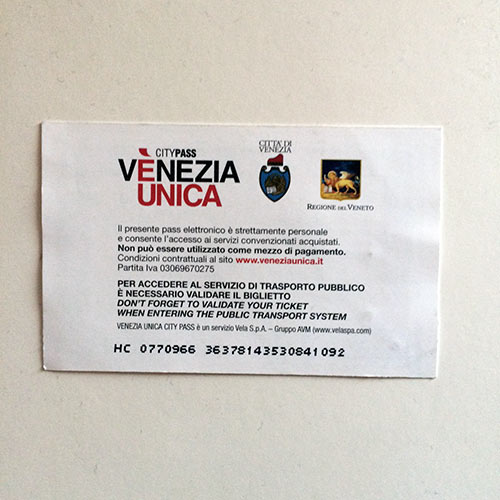 CITYPASS
VÈNEZIA
UNICA
CITTA' DI
VENEZIA
REGIONE DEL VENETO
Il presente pass elettronico è strettamente personale
e consente l'accesso ai servizi convenzionati acquistati.
Non può essere utilizzato come mezzo di pagamento.
Condizioni contrattuali al sito www.veneziaunica.it
Partita Iva 03069670275
PER ACCEDERE AL SERVIZIO DI TRASPORTO PUBBLICO
È NECESSARIO VALIDARE IL BIGLIETTO
DON'T FORGET TO VALIDATE YOUR TICKET
WHEN ENTERING THE PUBLIC TRANSPORT SYSTEM
VENEZIA UNICA CITY PASS è un servizio Vela S.p.A. – Gruppo AVM (www.velaspa.com)
HC 0770966 36378143530841092